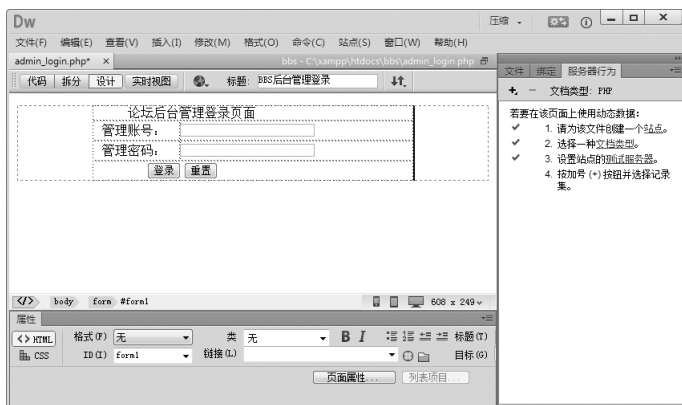 Dw
压缩
文件(F) 编辑(E) 查看(V) 插入(I) 修改(M) 格式(O) 命令(C) 站点(S) 窗口(W) 帮助(H)
admin_login.php* × bbs - C:\xampp\htdocs\bbs\admin_login.php
代码 拆分 设计 实时视图 标题: BBS后台管理登录
论坛后台管理登录页面
管理账号:
管理密码:
登录 重置
文件 绑定 服务器行为
文档类型: PHP
若要在该页面上使用动态数据:
1. 请为该文件创建一个站点。
2. 选择一种文档类型。
3. 设置站点的测试服务器。
4. 按加号 (+) 按钮并选择记录
集。
</> body form #form1 608 x 249
属性
<> HTML 格式(F) 无 类 无 B I 标题(T)
CSS ID(I) form1 链接(L) 目标(G)
页面属性... 列表项目...